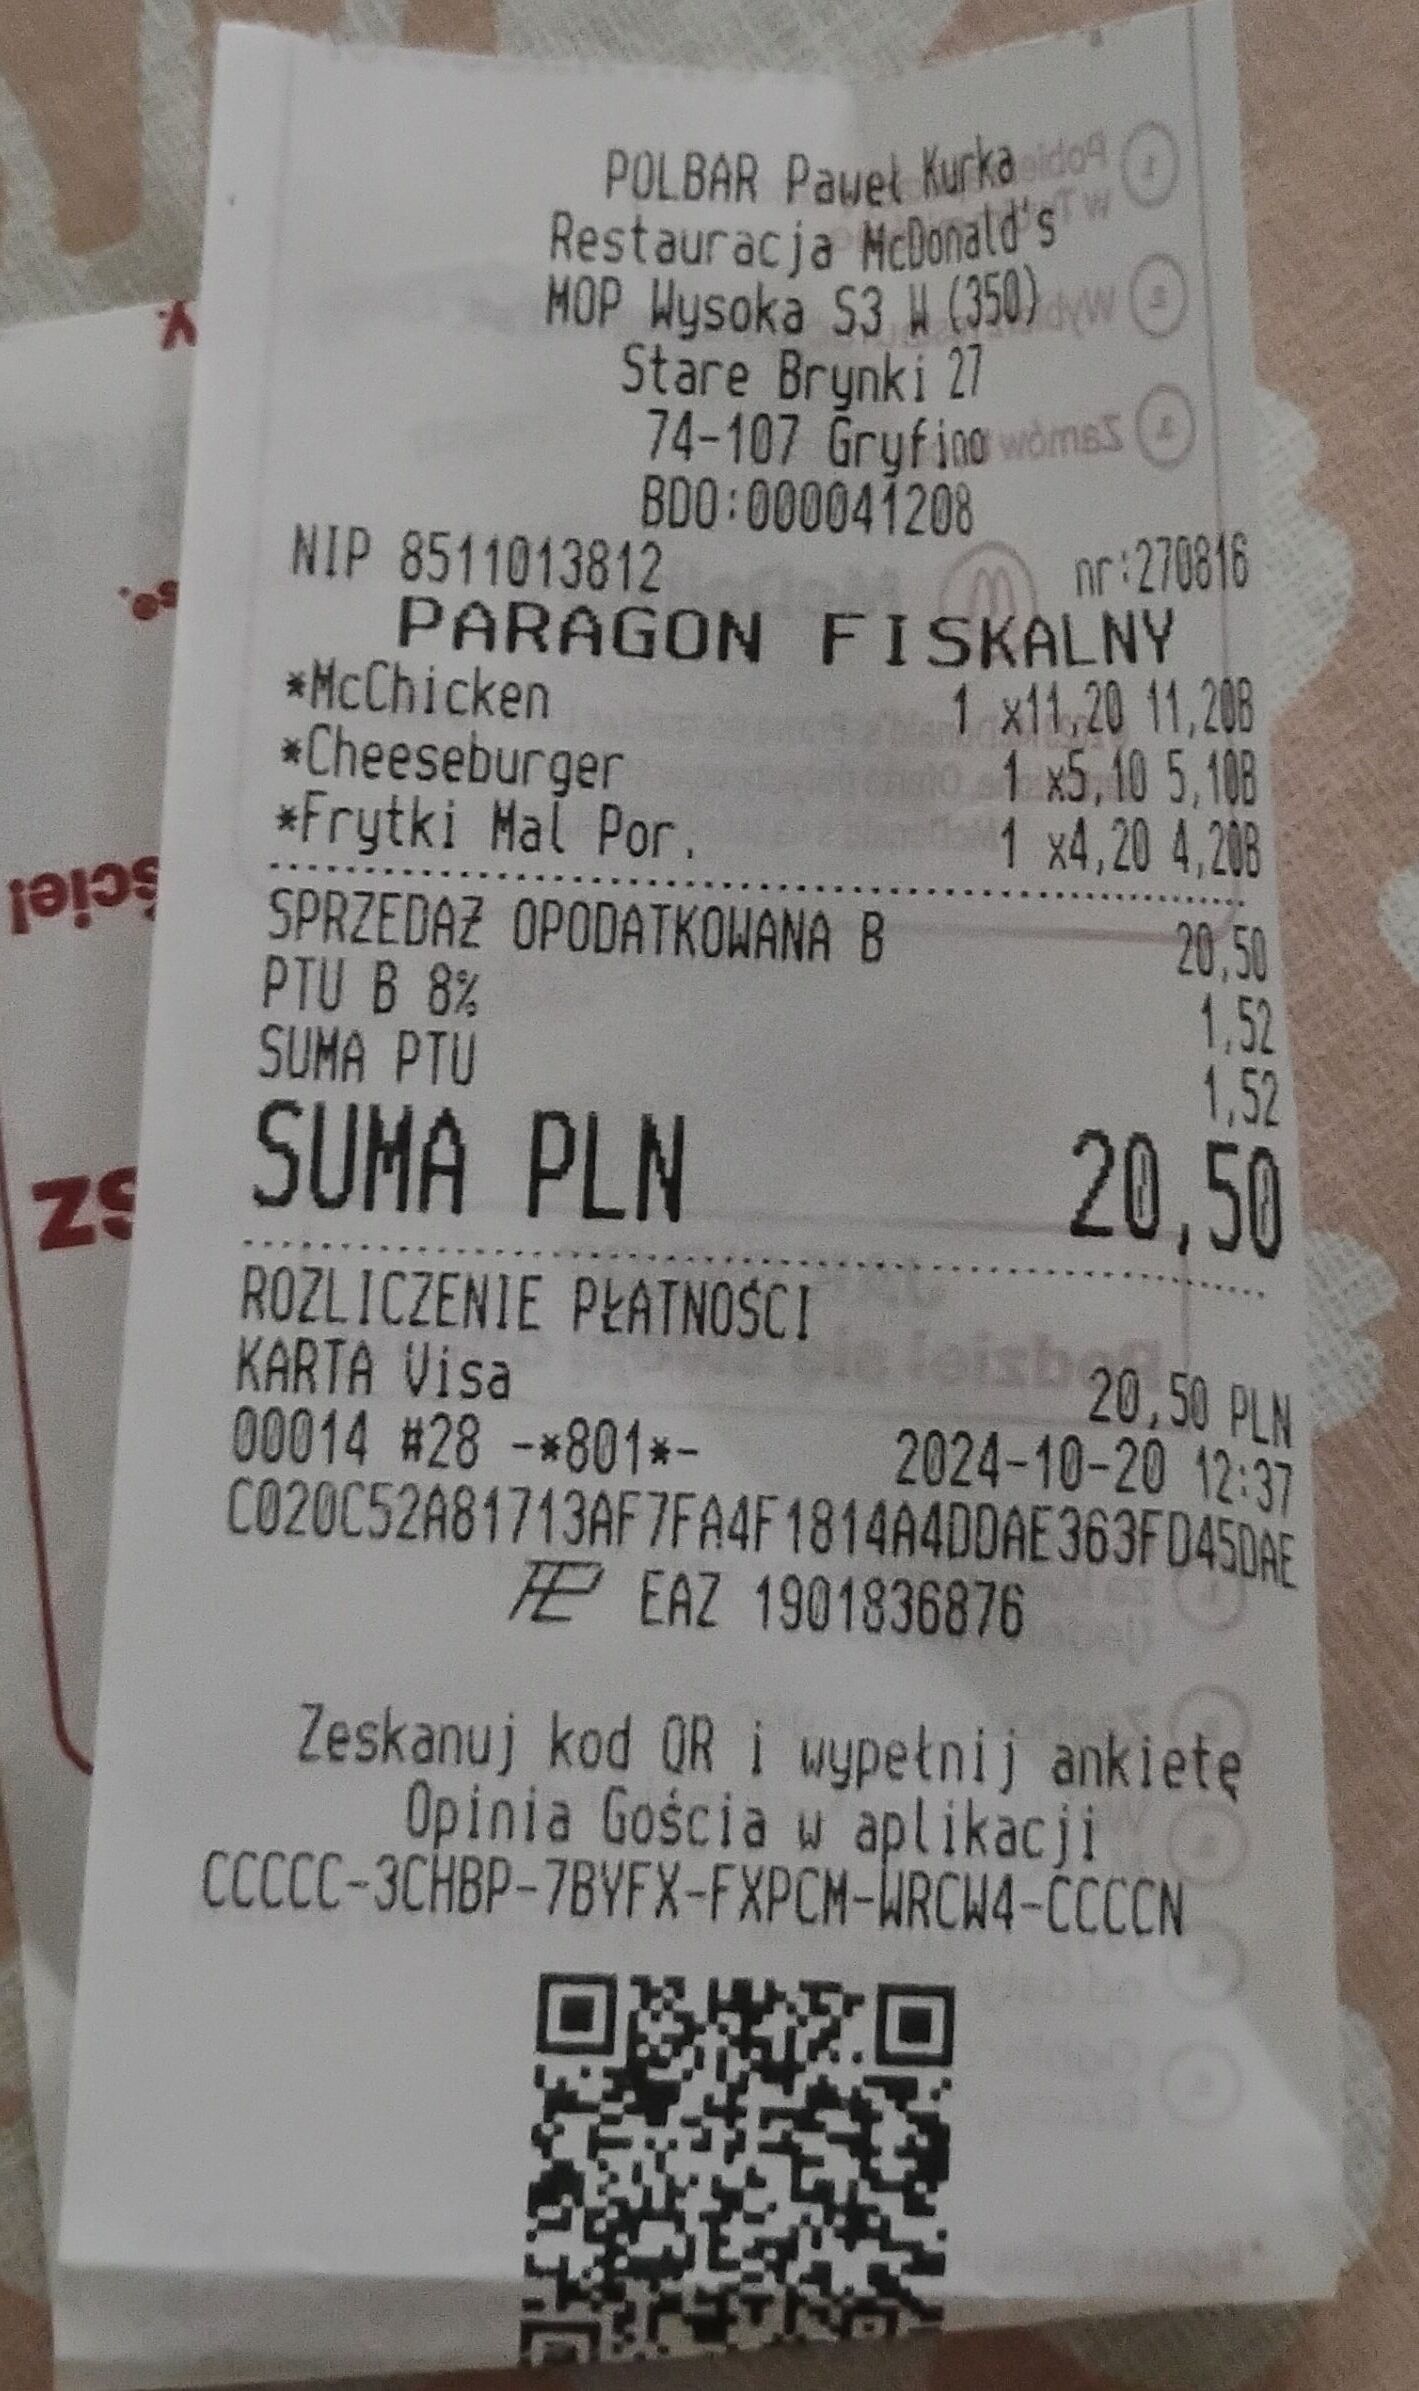 POLBAR Paweł Kurka
Restauracja McDonald's
MOP Wysoka S3 W (350)
Stare Brynki 27
74-107 Gryfino
BDO:000041208
NIP 8511013812 nr:270816
PARAGON FISKALNY
*McChicken 1 x11,20 11,20B
*Cheeseburger 1 x5,10 5,10B
*Frytki Mal Por. 1 x4,20 4,20B
SPRZEDAŻ OPODATKOWANA B 20,50
PTU B 8% 1,52
SUMA PTU 1,52
SUMA PLN 20,50
ROZLICZENIE PŁATNOŚCI
KARTA Visa 20,50 PLN
00014 #28 -*801*- 2024-10-20 12:37
C020C52A81713AF7FA4F1814A4DDAE363FD45DAE
EAZ 1901836876
Zeskanuj kod QR i wypełnij ankietę
Opinia Gościa w aplikacji
CCCCC-3CHBP-7BYFX-FXPCM-WRCW4-CCCCN